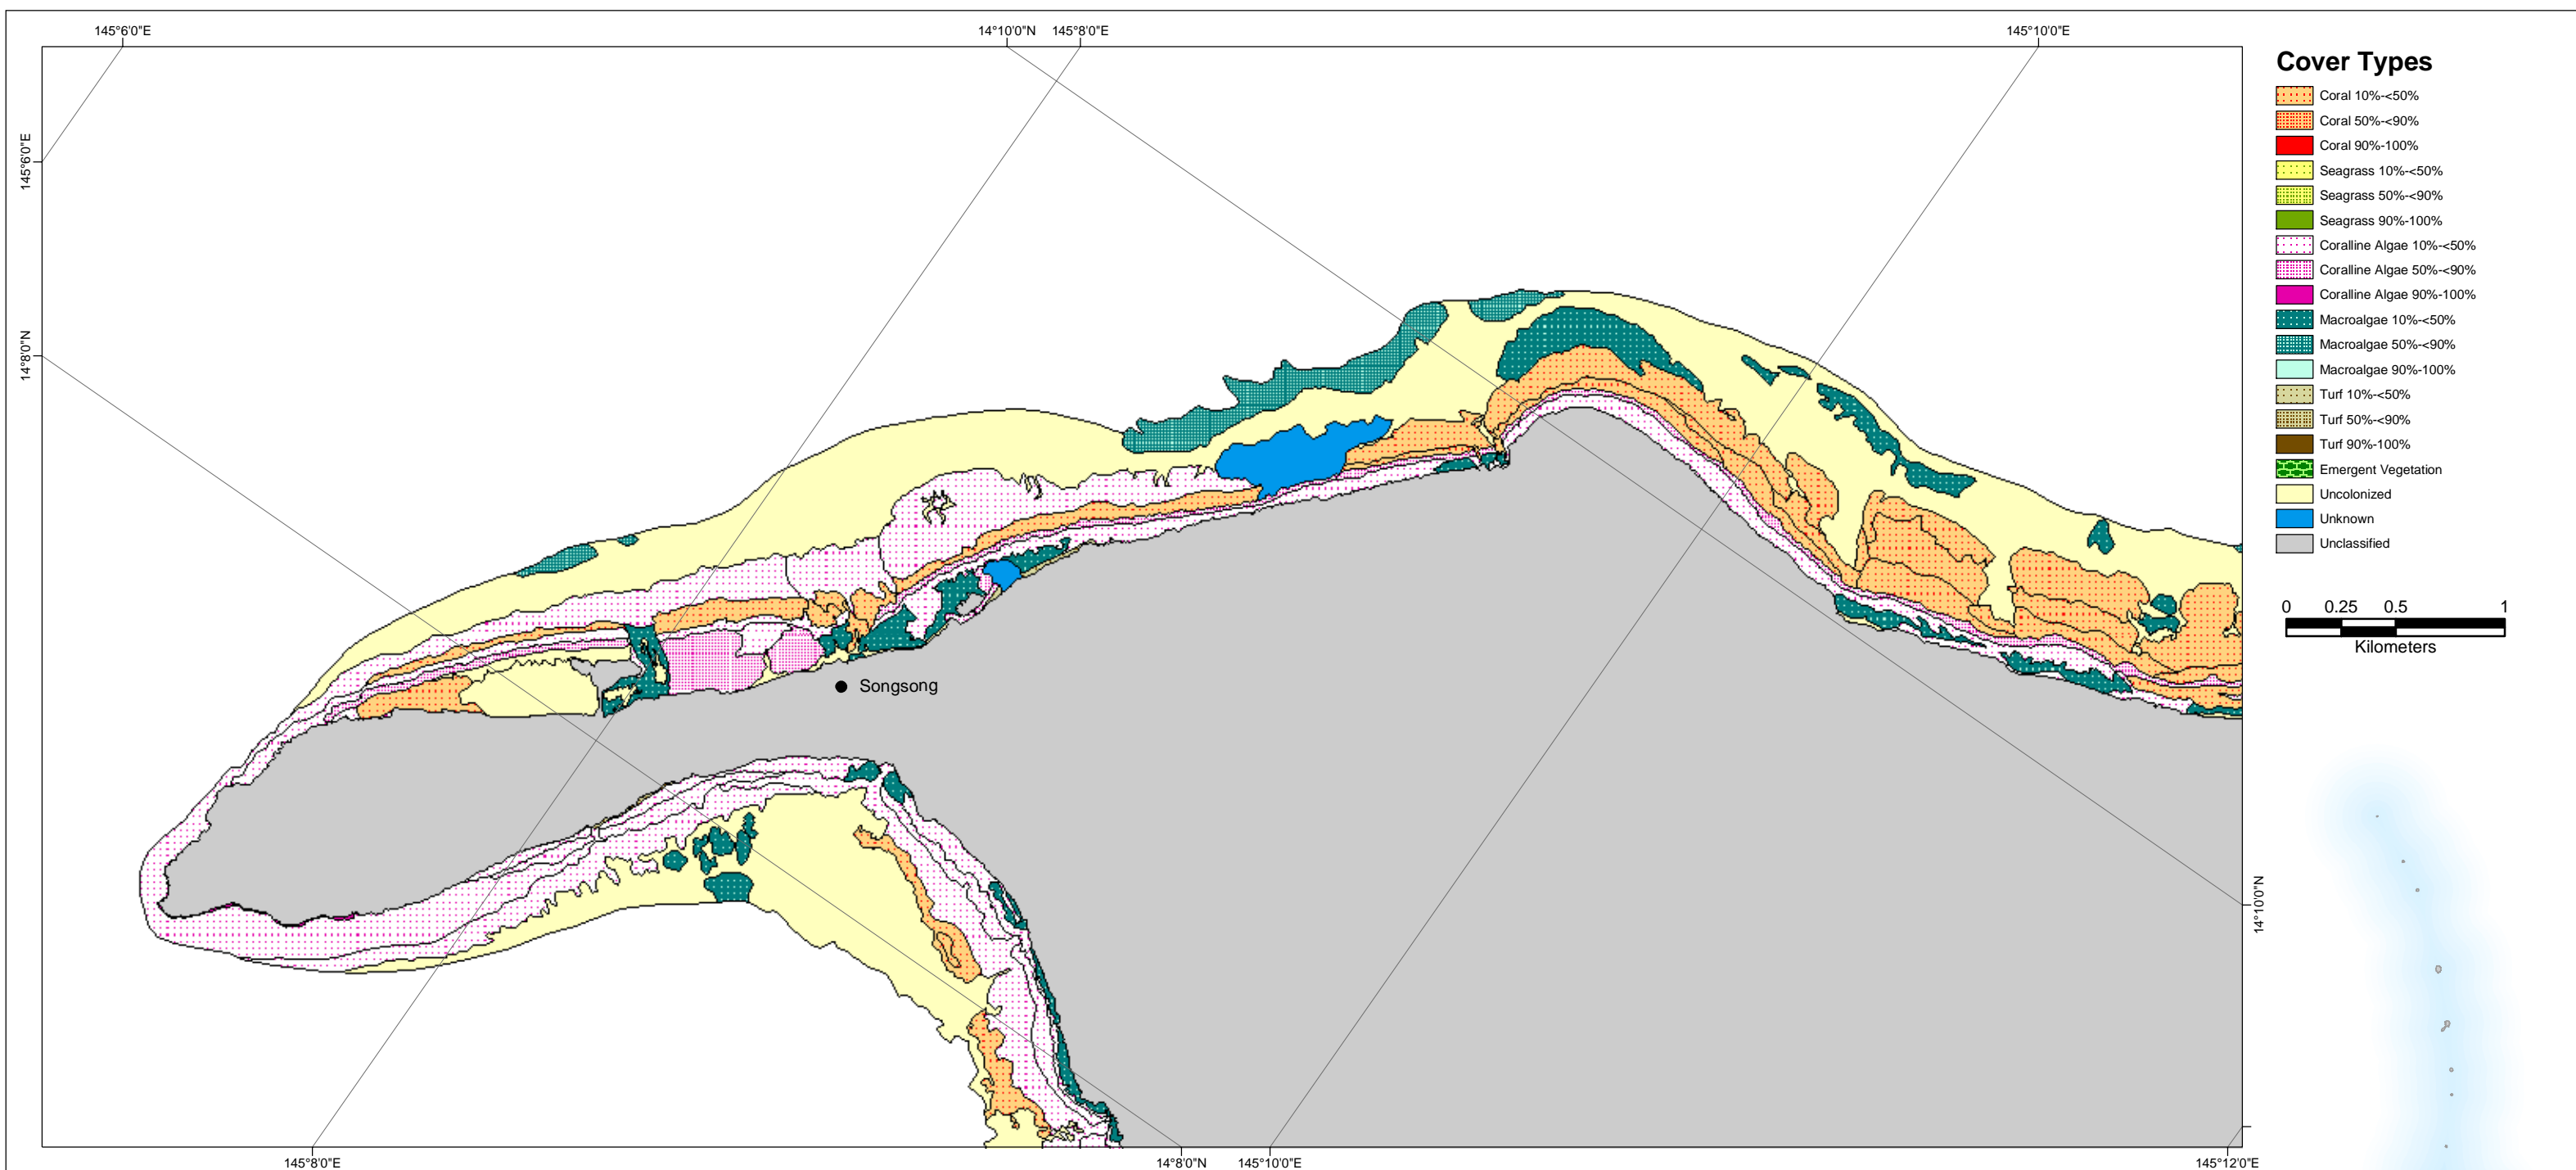 145°6'0"E
14°10'0"N
145°8'0"E
145°10'0"E
145°6'0"E
14°8'0"N
Songsong
14°10'0"N
145°8'0"E
14°8'0"N
145°10'0"E
145°12'0"E
Cover Types
Coral 10%-<50%
Coral 50%-<90%
Coral 90%-100%
Seagrass 10%-<50%
Seagrass 50%-<90%
Seagrass 90%-100%
Coralline Algae 10%-<50%
Coralline Algae 50%-<90%
Coralline Algae 90%-100%
Macroalgae 10%-<50%
Macroalgae 50%-<90%
Macroalgae 90%-100%
Turf 10%-<50%
Turf 50%-<90%
Turf 90%-100%
Emergent Vegetation
Uncolonized
Unknown
Unclassified
0 0.25 0.5 1
Kilometers